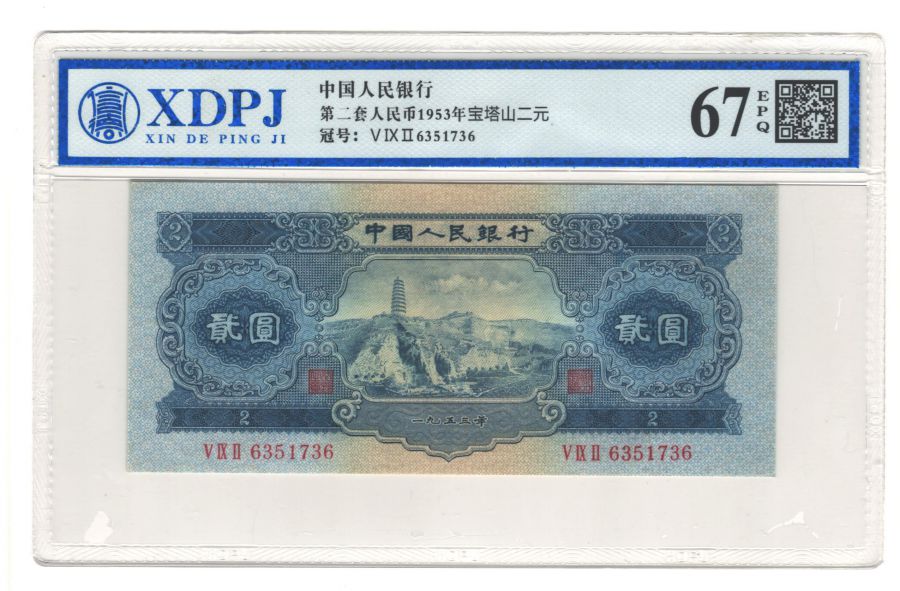 XDPJ
XIN DE PING JI
中国人民银行
第二套人民币1953年宝塔山二元
冠号: ⅤⅨⅡ6351736
67
EPQ
2
中國人民銀行
2
貳圓
貳圓
2
一九五三年
2
ⅤⅨⅡ 6351736
ⅤⅨⅡ 6351736